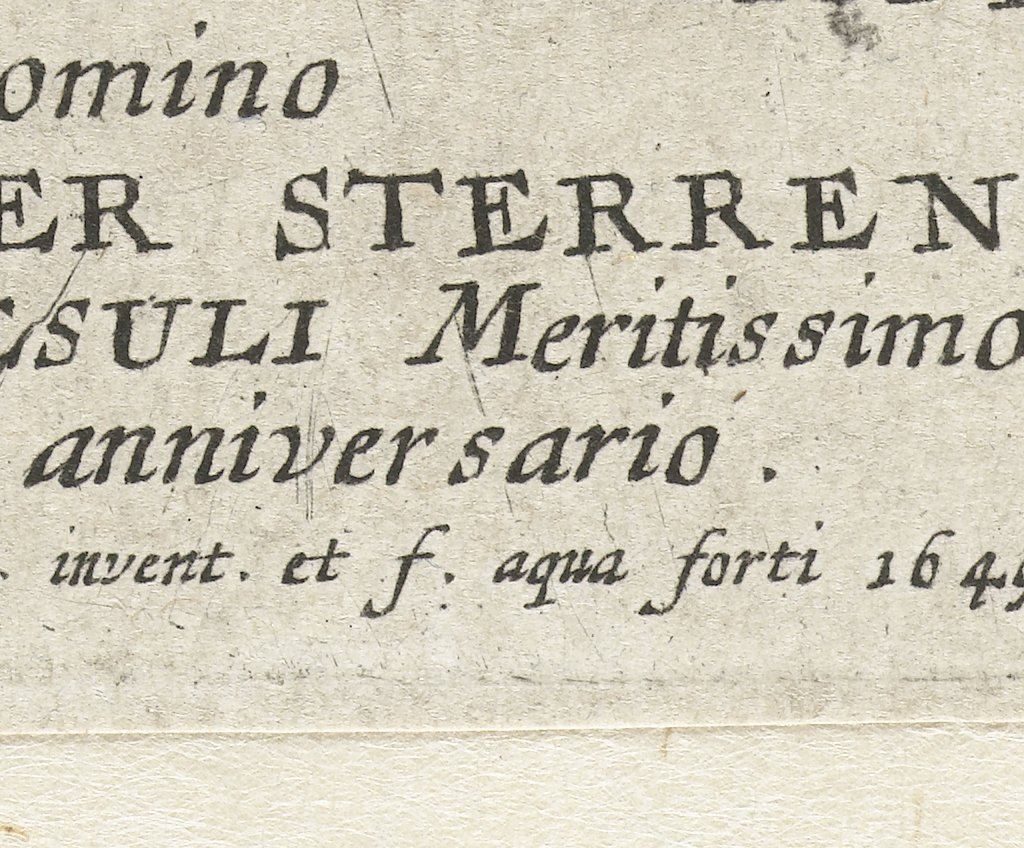 omino
ER STERREN
SULI Meritissimo
anniversario.
invent. et f. aqua forti 164